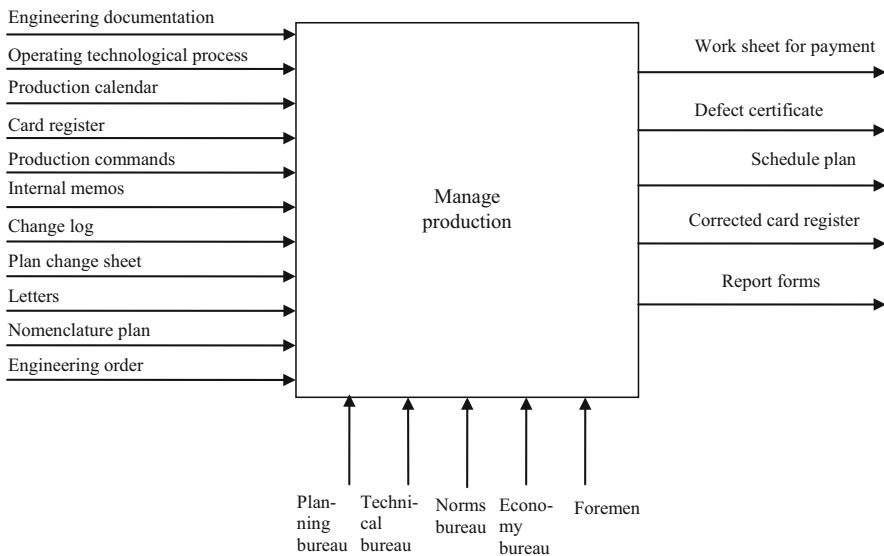 Engineering documentation
Operating technological process
Production calendar
Card register
Production commands
Internal memos
Change log
Plan change sheet
Letters
Nomenclature plan
Engineering order
Manage
production
Work sheet for payment
Defect certificate
Schedule plan
Corrected card register
Report forms
Plan-
ning
bureau
Techni-
cal
bureau
Norms
bureau
Econo-
my
bureau
Foremen